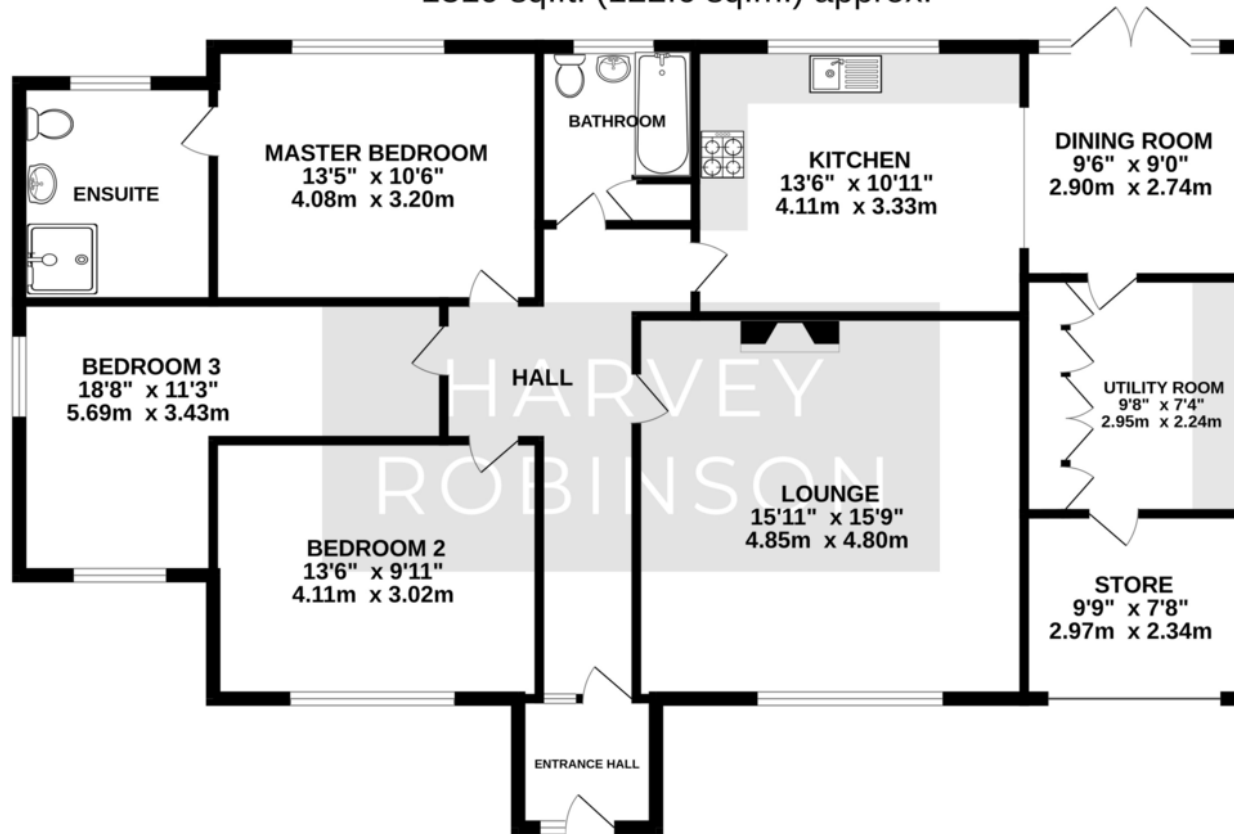 MASTER BEDROOM
13'5" x 10'6"
4.08m x 3.20m
ENSUITE
BATHROOM
KITCHEN
13'6" x 10'11"
4.11m x 3.33m
DINING ROOM
9'6" x 9'0"
2.90m x 2.74m
BEDROOM 3
18'8" x 11'3"
5.69m x 3.43m
HALL
HARVEY
ROBINSON
UTILITY ROOM
9'8" x 7'4"
2.95m x 2.24m
LOUNGE
15'11" x 15'9"
4.85m x 4.80m
BEDROOM 2
13'6" x 9'11"
4.11m x 3.02m
STORE
9'9" x 7'8"
2.97m x 2.34m
ENTRANCE HALL